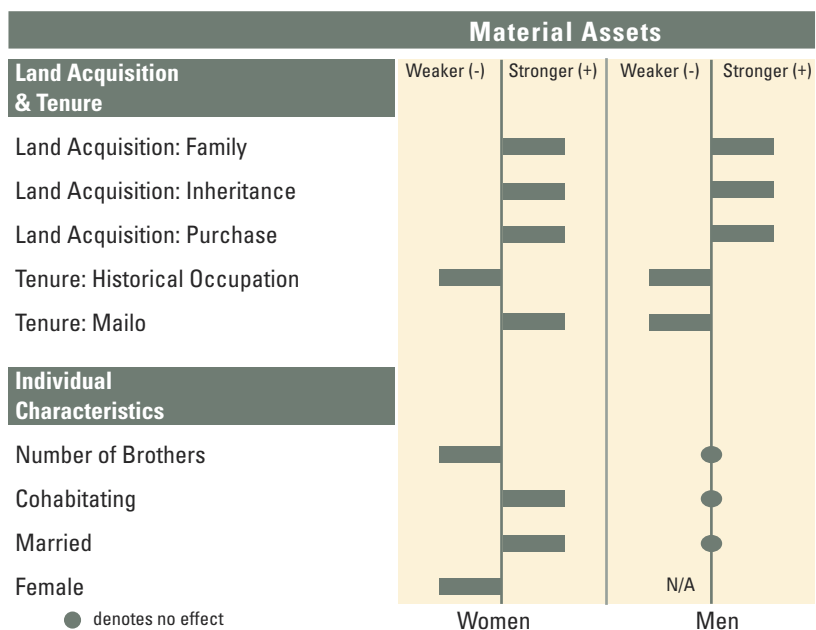 Material Assets
Land Acquisition
& Tenure
Weaker (-) Stronger (+) Weaker (-) Stronger (+)
Land Acquisition: Family
Land Acquisition: Inheritance
Land Acquisition: Purchase
Tenure: Historical Occupation
Tenure: Mailo
Individual
Characteristics
Number of Brothers
Cohabitating
Married
Female N/A
denotes no effect Women Men